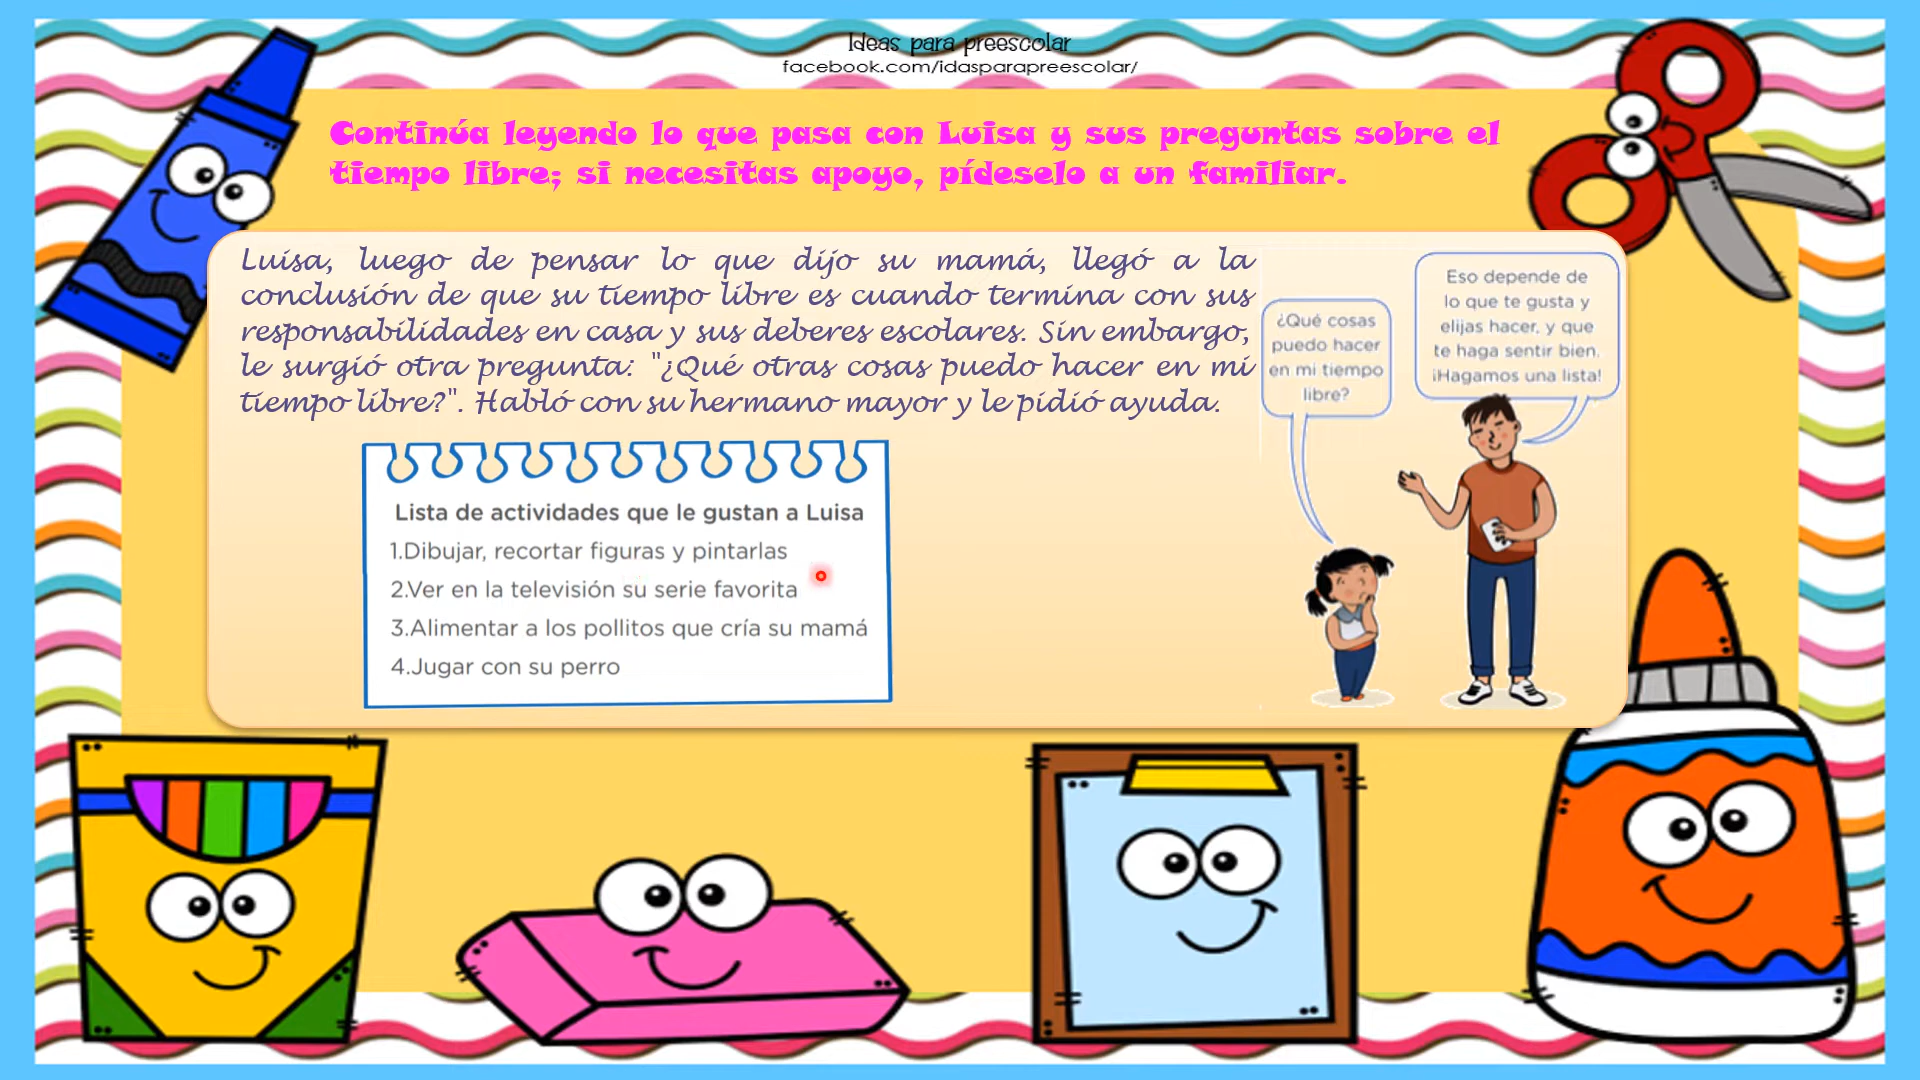 Ideas para preescolar
facebook.com/idasparapreescolar/
Continúa leyendo lo que pasa con Luisa y sus preguntas sobre el
tiempo libre; si necesitas apoyo, pídeselo a un familiar.
Luisa, luego de pensar lo que dijo su mamá, llegó a la
conclusión de que su tiempo libre es cuando termina con sus
responsabilidades en casa y sus deberes escolares. Sin embargo,
le surgió otra pregunta: "¿Qué otras cosas puedo hacer en mi
tiempo libre?". Habló con su hermano mayor y le pidió ayuda.
¿Qué cosas
puedo hacer
en mi tiempo
libre?
Eso depende de
lo que te gusta y
elijas hacer, y que
te haga sentir bien.
¡Hagamos una lista!
Lista de actividades que le gustan a Luisa
1.Dibujar, recortar figuras y pintarlas
2.Ver en la televisión su serie favorita
3.Alimentar a los pollitos que cría su mamá
4.Jugar con su perro